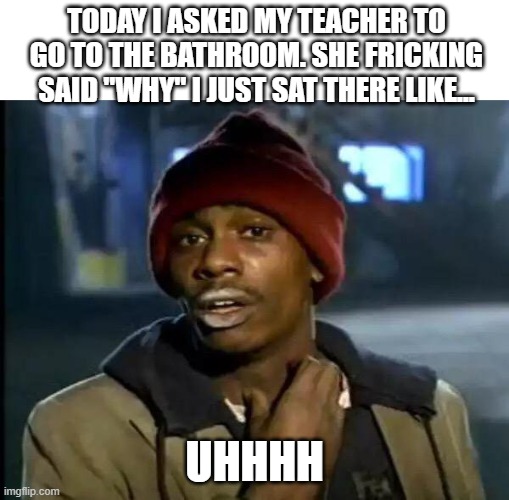 TODAY I ASKED MY TEACHER TO
GO TO THE BATHROOM. SHE FRICKING
SAID "WHY" I JUST SAT THERE LIKE...
UHHHH
imgflip.com